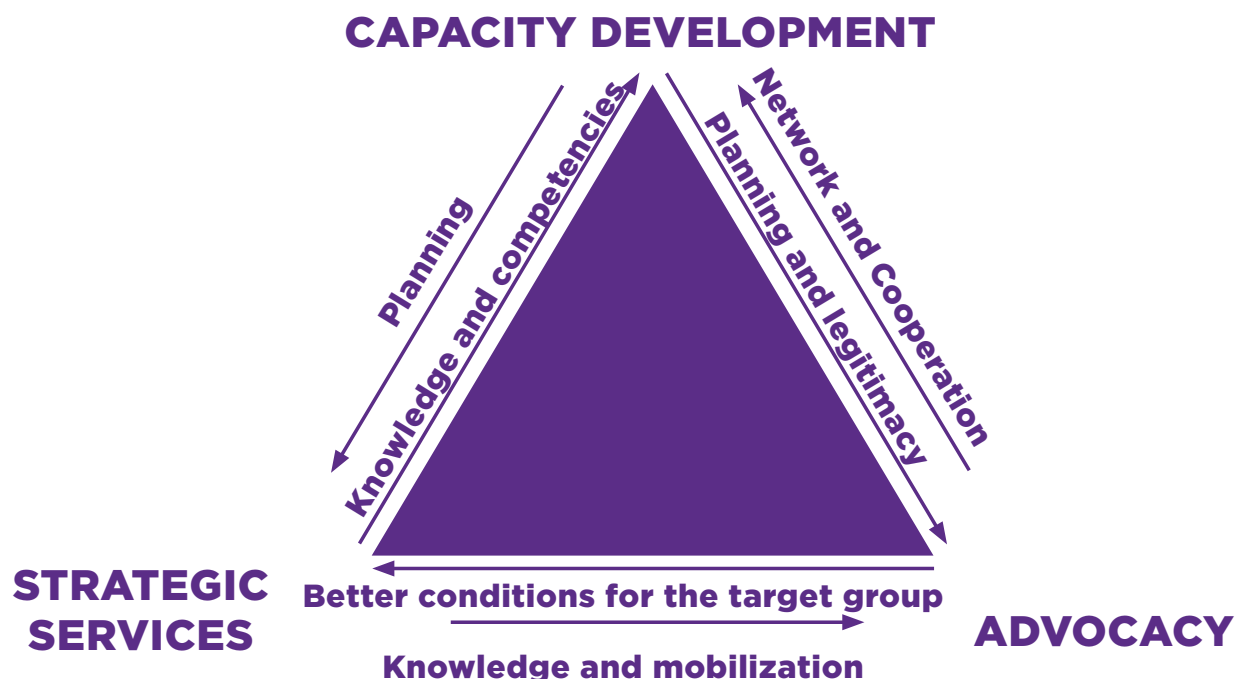 CAPACITY DEVELOPMENT
Planning
Knowledge and competencies
Planning and legitimacy
Network and Cooperation
STRATEGIC
SERVICES
Better conditions for the target group
Knowledge and mobilization
ADVOCACY